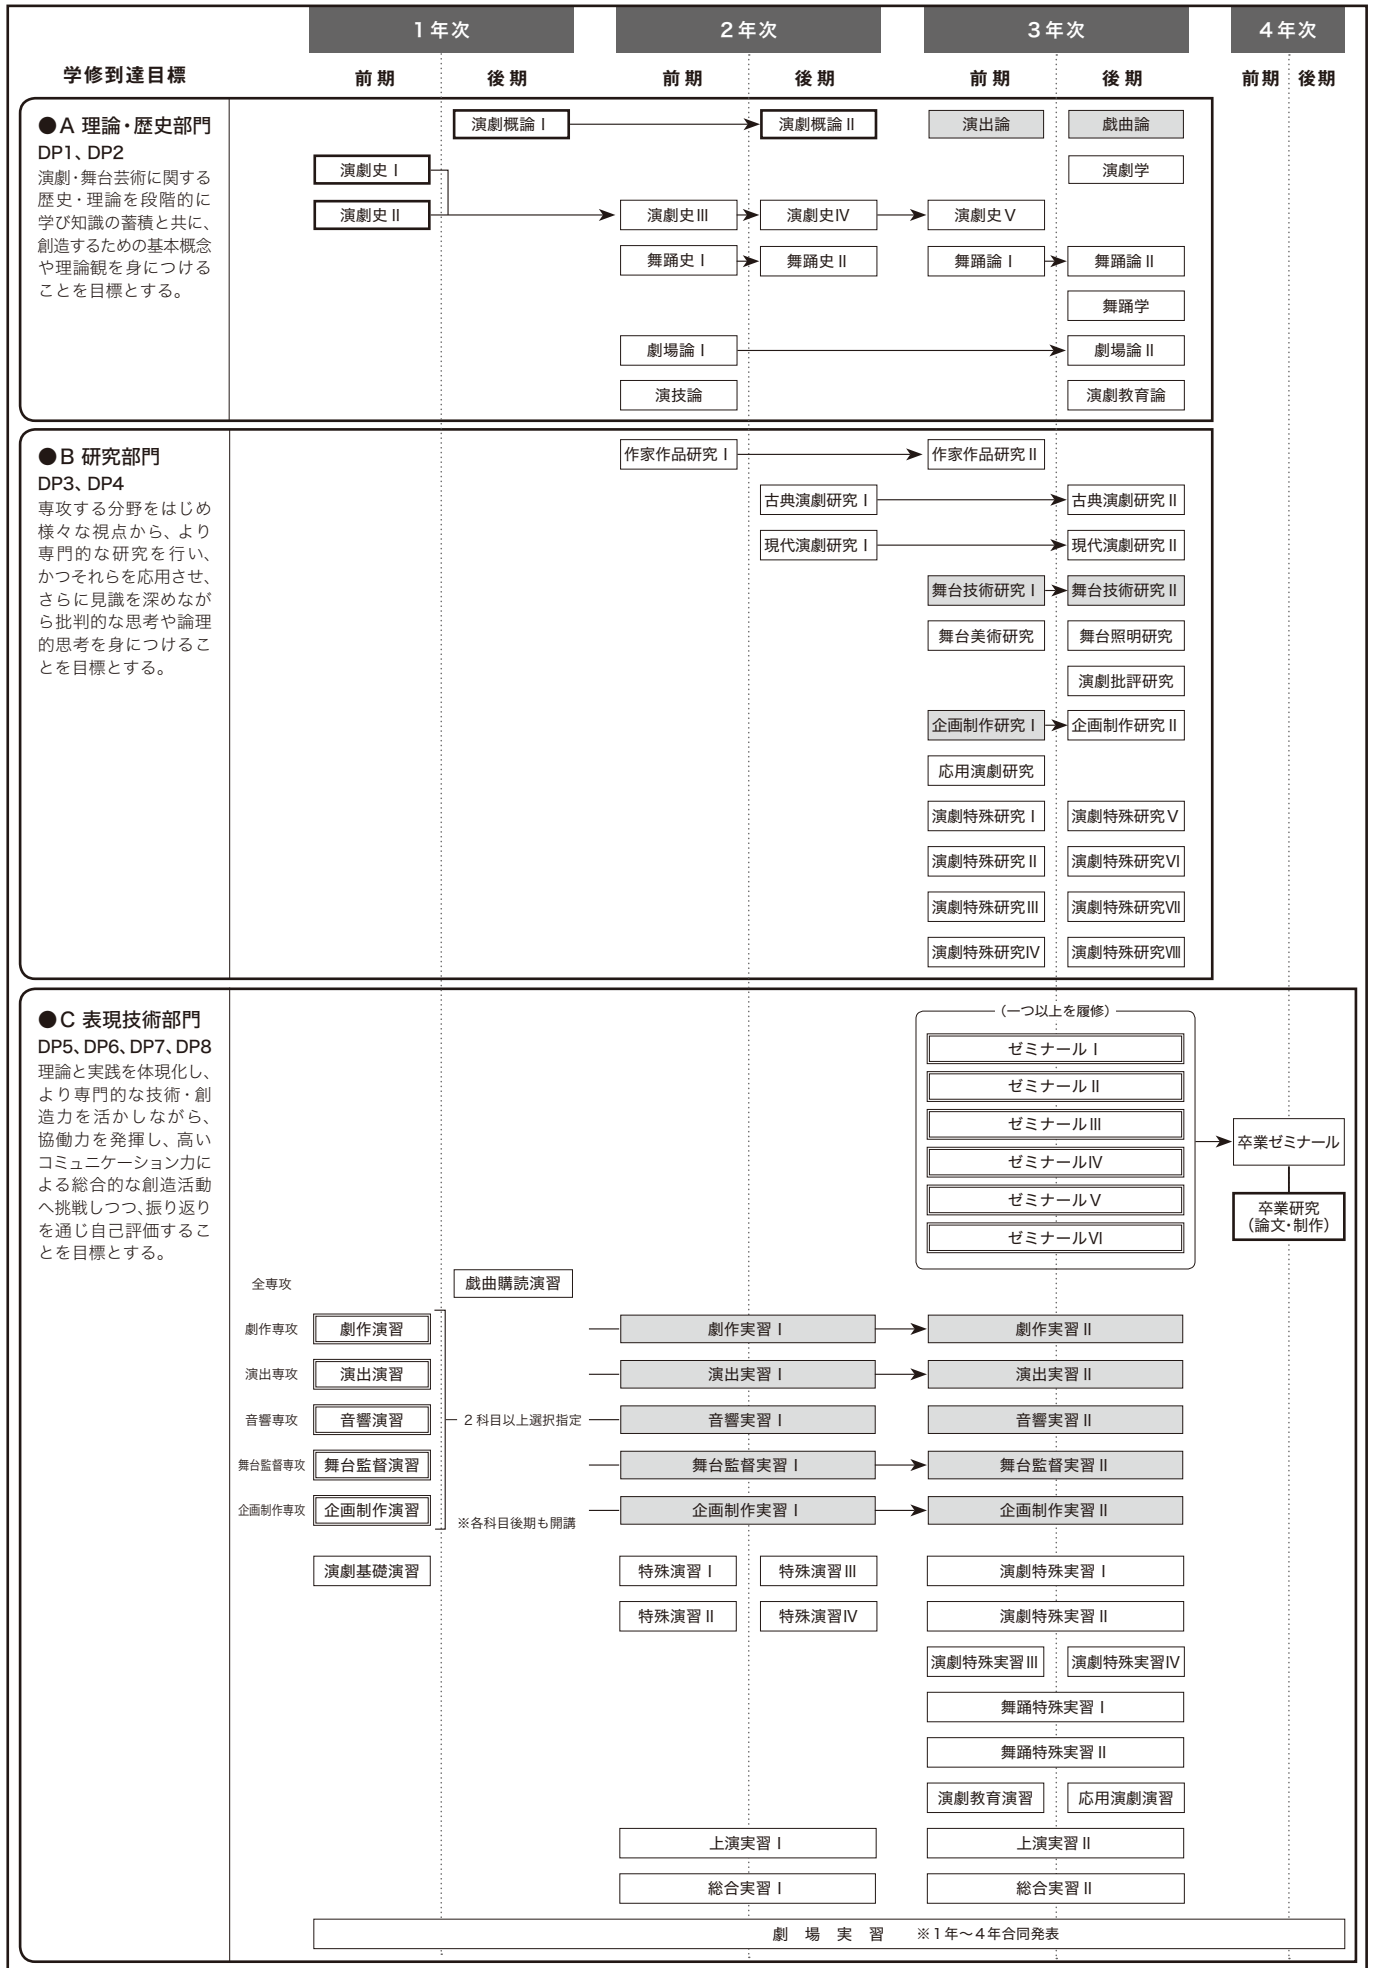 1年次 2年次 3年次 4年次
学修到達目標 前期 後期 前期 後期 前期 後期 前期 後期
●A 理論・歴史部門
DP1、DP2
演劇・舞台芸術に関する
歴史・理論を段階的に
学び知識の蓄積と共に、
創造するための基本概念
や理論観を身につける
ことを目標とする。
演劇概論Ⅰ 演劇概論Ⅱ 演出論 戯曲論
演劇史Ⅰ 演劇学
演劇史Ⅱ 演劇史Ⅲ 演劇史Ⅳ 演劇史Ⅴ
舞踊史Ⅰ 舞踊史Ⅱ 舞踊論Ⅰ 舞踊論Ⅱ
舞踊学
劇場論Ⅰ 劇場論Ⅱ
演技論 演劇教育論
●B 研究部門
DP3、DP4
専攻する分野をはじめ
様々な視点から、より
専門的な研究を行い、
かつそれらを応用させ、
さらに見識を深めなが
ら批判的な思考や論理
的思考を身につけるこ
とを目標とする。
作家作品研究Ⅰ 作家作品研究Ⅱ
古典演劇研究Ⅰ 古典演劇研究Ⅱ
現代演劇研究Ⅰ 現代演劇研究Ⅱ
舞台技術研究Ⅰ 舞台技術研究Ⅱ
舞台美術研究 舞台照明研究
演劇批評研究
企画制作研究Ⅰ 企画制作研究Ⅱ
応用演劇研究
演劇特殊研究Ⅰ 演劇特殊研究Ⅴ
演劇特殊研究Ⅱ 演劇特殊研究Ⅵ
演劇特殊研究Ⅲ 演劇特殊研究Ⅶ
演劇特殊研究Ⅳ 演劇特殊研究Ⅷ
●C 表現技術部門
DP5、DP6、DP7、DP8
理論と実践を体現化し、
より専門的な技術・創
造力を活かしながら、
協働力を発揮し、高い
コミュニケーション力に
よる総合的な創造活動
へ挑戦しつつ、振り返り
を通じ自己評価するこ
とを目標とする。
(一つ以上を履修)
ゼミナールⅠ
ゼミナールⅡ
ゼミナールⅢ
ゼミナールⅣ
ゼミナールⅤ
ゼミナールⅥ
卒業ゼミナール
卒業研究
(論文・制作)
全専攻 戯曲購読演習
劇作専攻 劇作演習 劇作実習Ⅰ 劇作実習Ⅱ
演出専攻 演出演習 演出実習Ⅰ 演出実習Ⅱ
音響専攻 音響演習 2科目以上選択指定 音響実習Ⅰ 音響実習Ⅱ
舞台監督専攻 舞台監督演習 舞台監督実習Ⅰ 舞台監督実習Ⅱ
企画制作専攻 企画制作演習 ※各科目後期も開講 企画制作実習Ⅰ 企画制作実習Ⅱ
演劇基礎演習 特殊演習Ⅰ 特殊演習Ⅲ 演劇特殊実習Ⅰ
特殊演習Ⅱ 特殊演習Ⅳ 演劇特殊実習Ⅱ
演劇特殊実習Ⅲ 演劇特殊実習Ⅳ
舞踊特殊実習Ⅰ
舞踊特殊実習Ⅱ
演劇教育演習 応用演劇演習
上演実習Ⅰ 上演実習Ⅱ
総合実習Ⅰ 総合実習Ⅱ
劇場実習 ※1年～4年合同発表